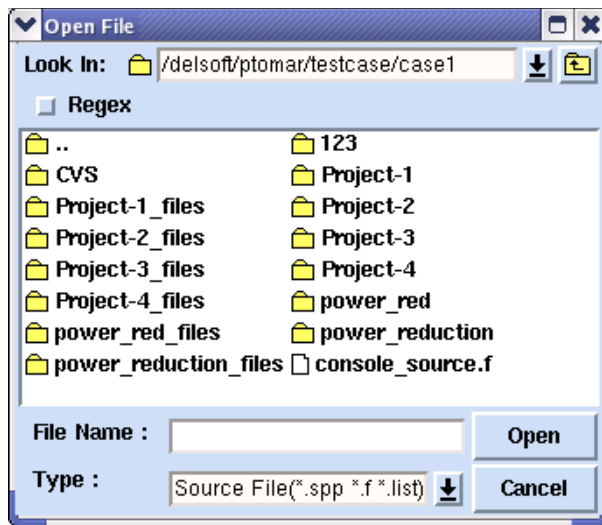 Open File
Look In: /delsoft/ptomar/testcase/case1
Regex
.. 123
CVS Project-1
Project-1_files Project-2
Project-2_files Project-3
Project-3_files Project-4
Project-4_files power_red
power_red_files power_reduction
power_reduction_files console_source.f
File Name : Open
Type : Source File(*.spp *.f *.list) Cancel